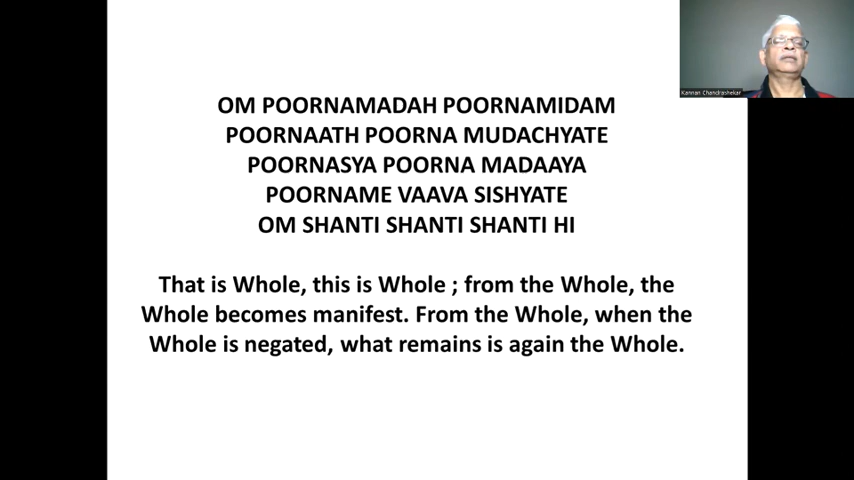 OM POORNAMADAH POORNAMIDAM
POORNAATH POORNA MUDACHYATE
POORNASYA POORNA MADAAYA
POORNAME VAAVA SISHYATE
OM SHANTI SHANTI SHANTI HI
That is Whole, this is Whole ; from the Whole, the
Whole becomes manifest. From the Whole, when the
Whole is negated, what remains is again the Whole.
Kannan Chandrashekar